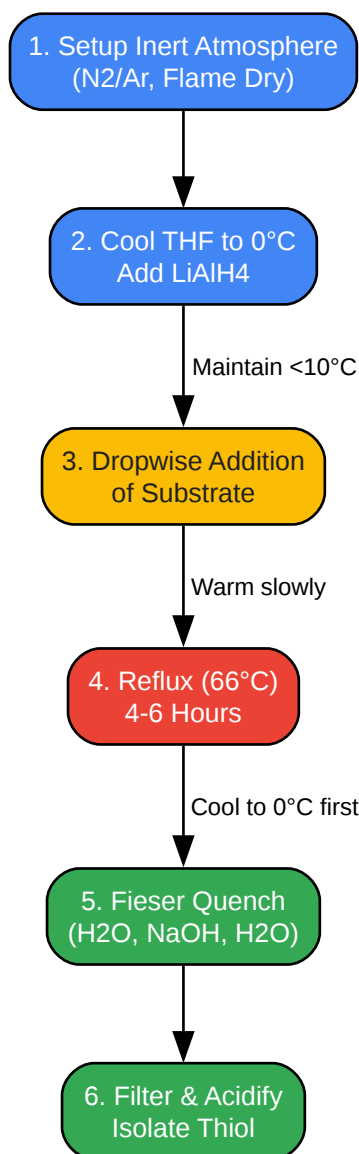 1. Setup Inert Atmosphere
(N2/Ar, Flame Dry)
2. Cool THF to 0°C
Add LiAlH4
Maintain <10°C
3. Dropwise Addition
of Substrate
Warm slowly
4. Reflux (66°C)
4-6 Hours
Cool to 0°C first
5. Fieser Quench
(H2O, NaOH, H2O)
6. Filter & Acidify
Isolate Thiol